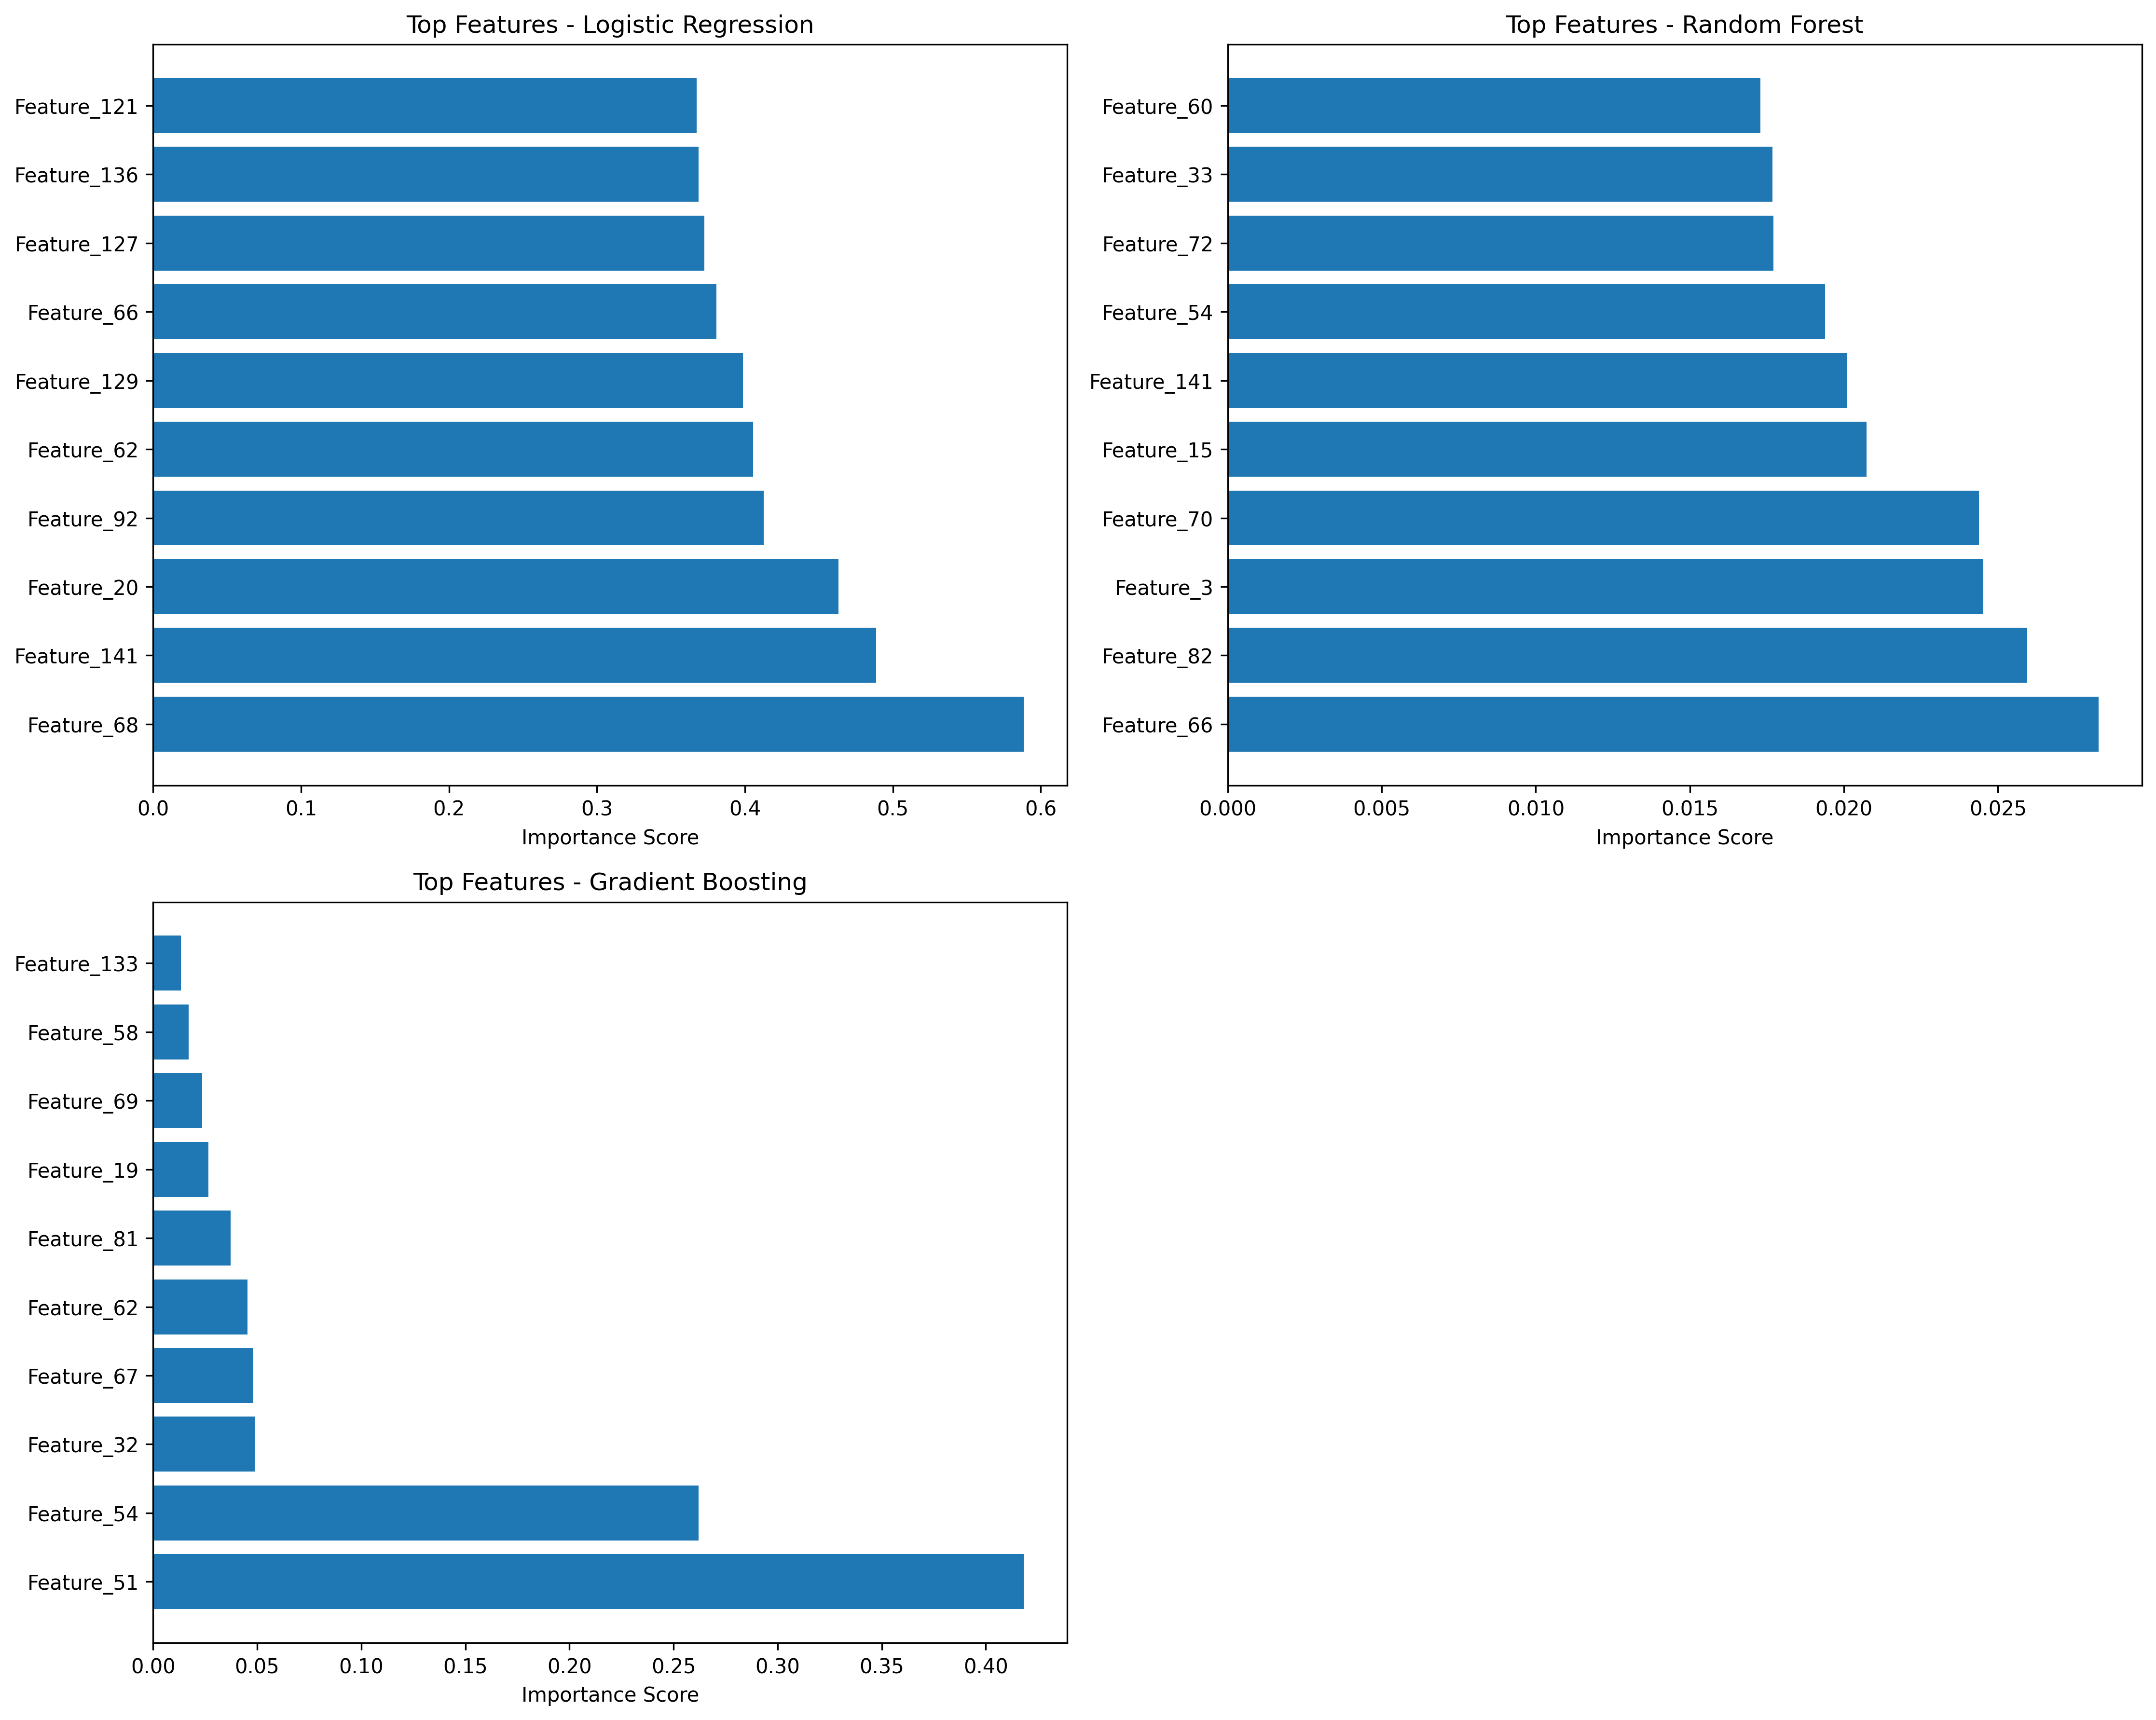 Top Features - Logistic Regression
Feature_121
Feature_136
Feature_127
Feature_66
Feature_129
Feature_62
Feature_92
Feature_20
Feature_141
Feature_68
0.0 0.1 0.2 0.3 0.4 0.5 0.6
Importance Score
Top Features - Random Forest
Feature_60
Feature_33
Feature_72
Feature_54
Feature_141
Feature_15
Feature_70
Feature_3
Feature_82
Feature_66
0.000 0.005 0.010 0.015 0.020 0.025
Importance Score
Top Features - Gradient Boosting
Feature_133
Feature_58
Feature_69
Feature_19
Feature_81
Feature_62
Feature_67
Feature_32
Feature_54
Feature_51
0.00 0.05 0.10 0.15 0.20 0.25 0.30 0.35 0.40
Importance Score